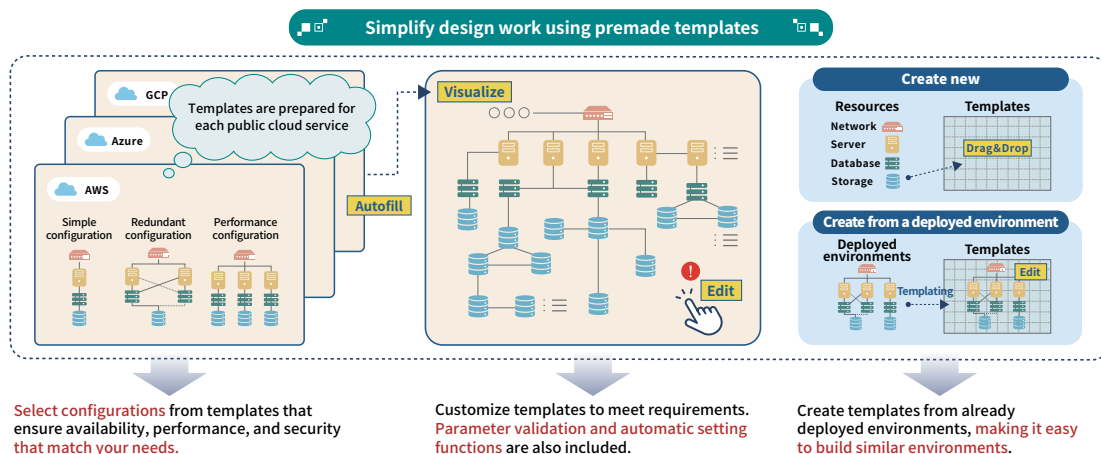 Simplify design work using premade templates
GCP
Templates are prepared for
each public cloud service
Azure
AWS
Autofill
Simple
configuration
Redundant
configuration
Performance
configuration
Visualize
Edit
Create new
Resources
Templates
Network
Server
Database
Storage
Drag&Drop
Create from a deployed environment
Deployed
environments
Templates
Edit
Templating
Select configurations from templates that
ensure availability, performance, and security
that match your needs.
Customize templates to meet requirements.
Parameter validation and automatic setting
functions are also included.
Create templates from already
deployed environments, making it easy
to build similar environments.